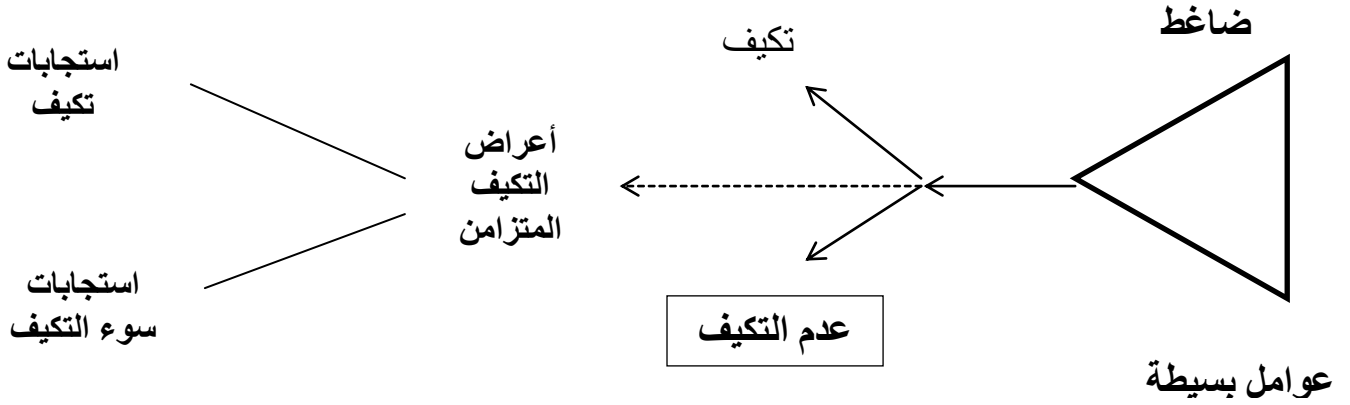 ضاغط
تكيف
استجابات
تكيف
أعراض
التكيف
المتزامن
استجابات
سوء التكيف
عدم التكيف
عوامل بسيطة